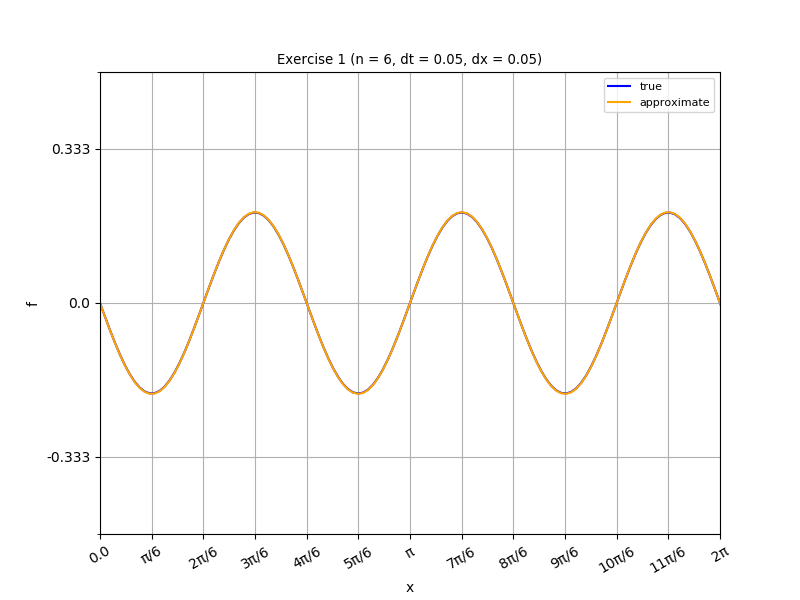 Exercise 1 (n = 6, dt = 0.05, dx = 0.05)
true
approximate
0.333
0.0
-0.333
f
0.0
π/6
2π/6
3π/6
4π/6
5π/6
π
7π/6
8π/6
9π/6
10π/6
11π/6
2π
x